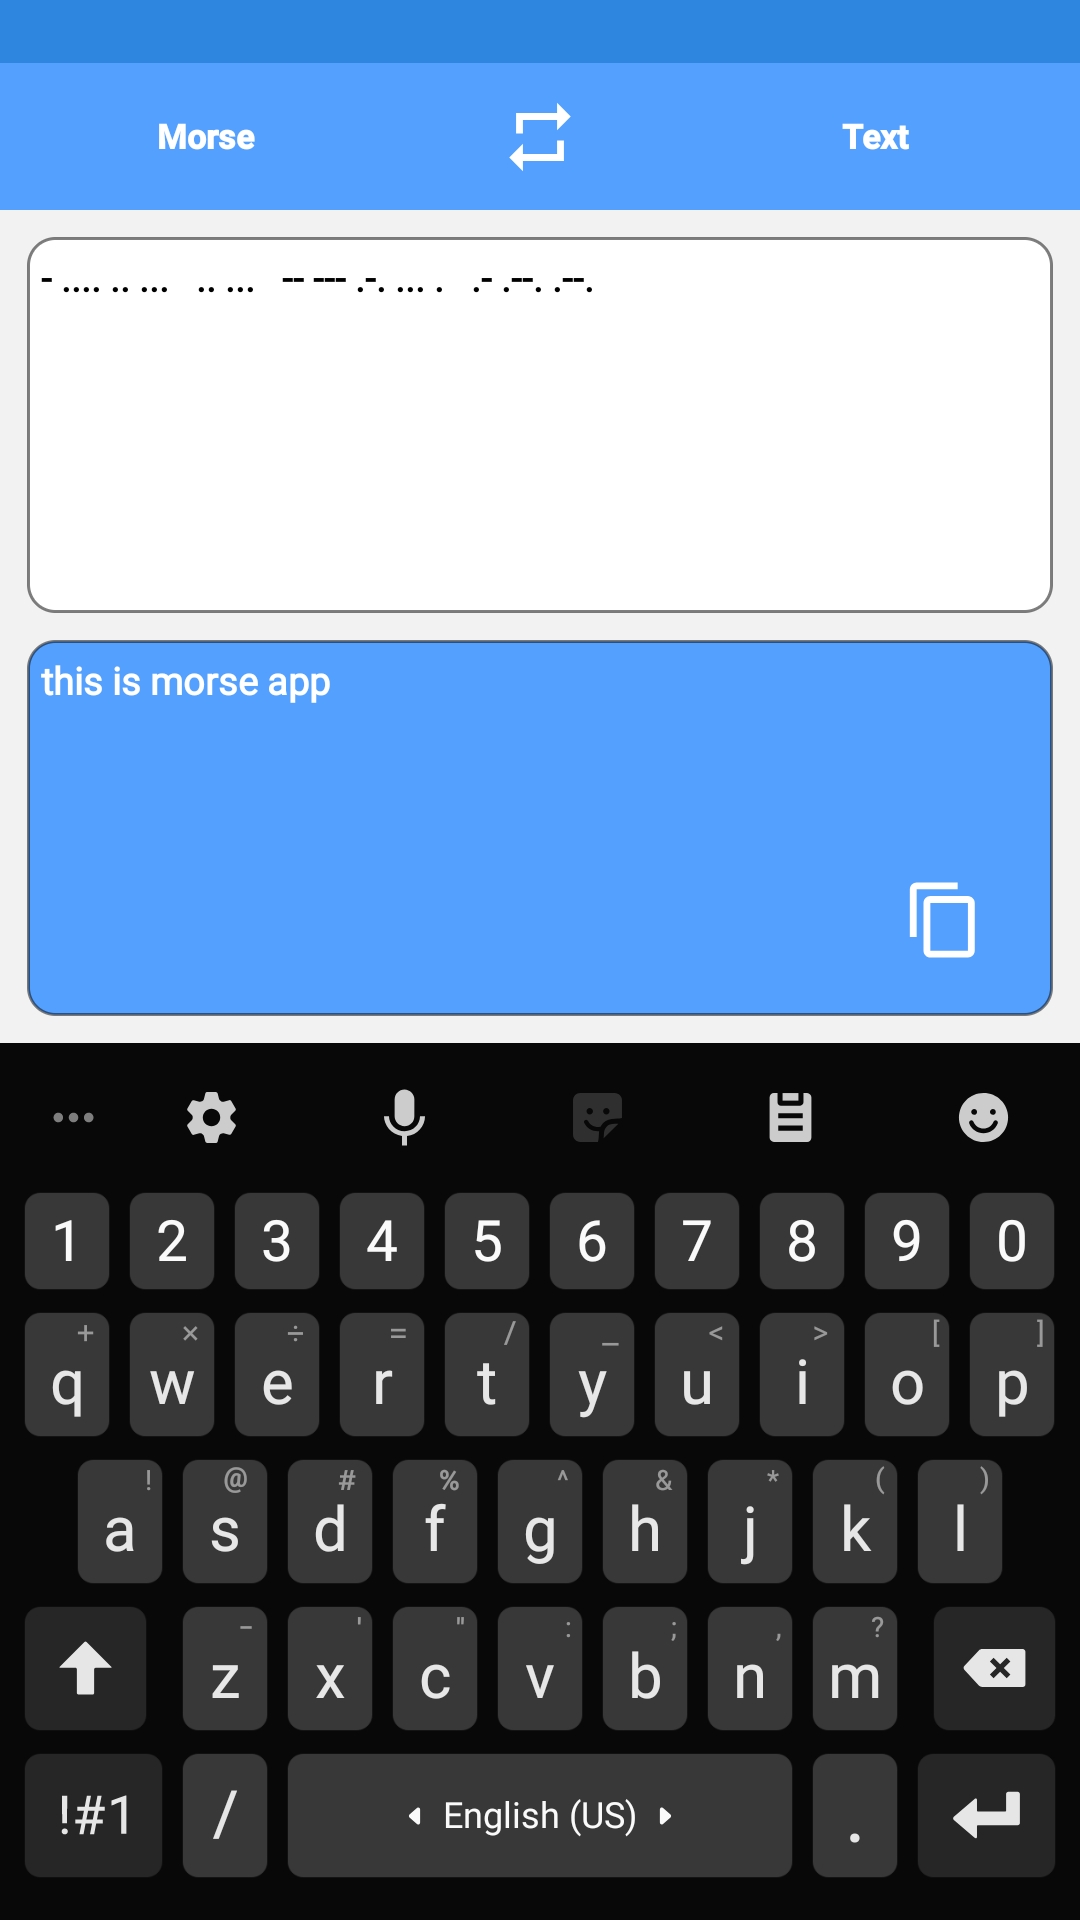 Morse Text
- .... .. ...   .. ...   -- --- .-. ... .   .- .--. .--.
this is morse app
1 2 3 4 5 6 7 8 9 0
+ × ÷ = / _ < > [ ]
q w e r t y u i o p
! @ # % ^ & * ( )
a s d f g h j k l
- ' " : ; , ?
z x c v b n m
!#1 / English (US) .